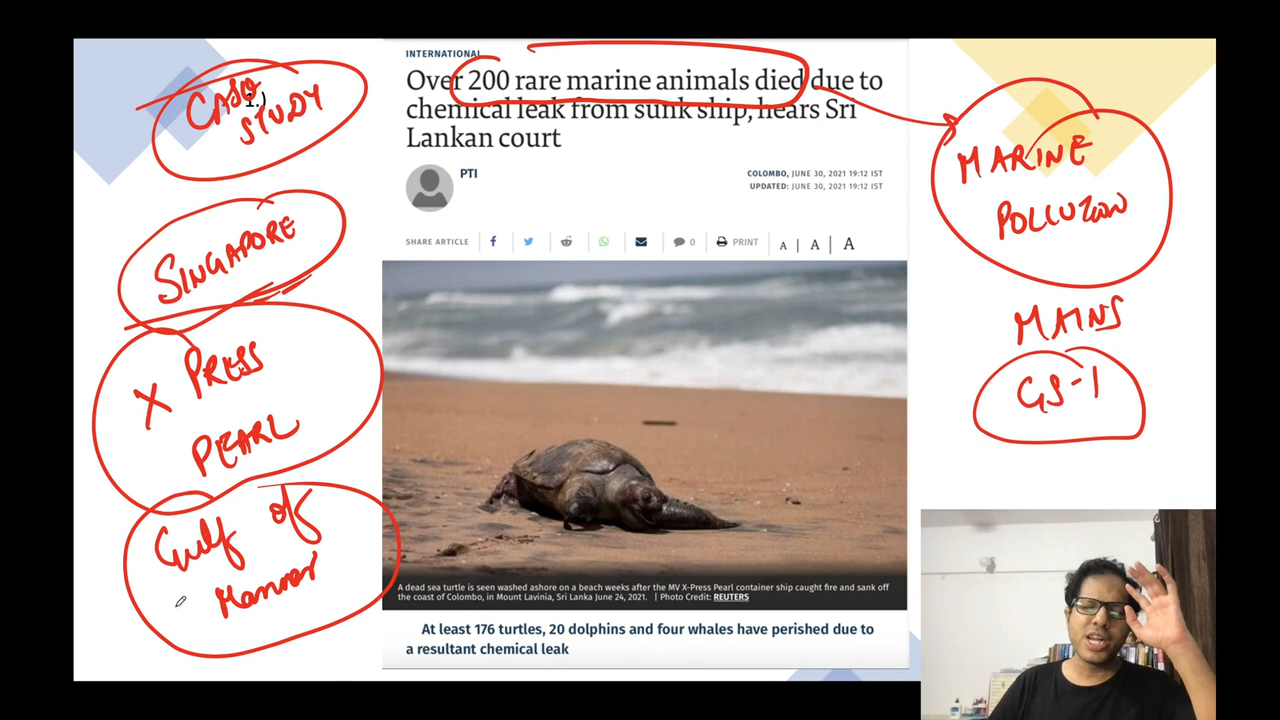 CASE
1.)
STUDY
SINGAPORE
X PRESS
PEARL
Gulf of
Mannar
INTERNATIONAL
Over 200 rare marine animals died due to
chemical leak from sunk ship, hears Sri
Lankan court
PTI
COLOMBO, JUNE 30, 2021 19:12 IST
UPDATED: JUNE 30, 2021 19:12 IST
SHARE ARTICLE
0
PRINT
A A A
A dead sea turtle is seen washed ashore on a beach weeks after the MV X-Press Pearl container ship caught fire and sank off
the coast of Colombo, in Mount Lavinia, Sri Lanka June 24, 2021. | Photo Credit: REUTERS
At least 176 turtles, 20 dolphins and four whales have perished due to
a resultant chemical leak
MARINE
POLLUTION
MAINS
GS-1